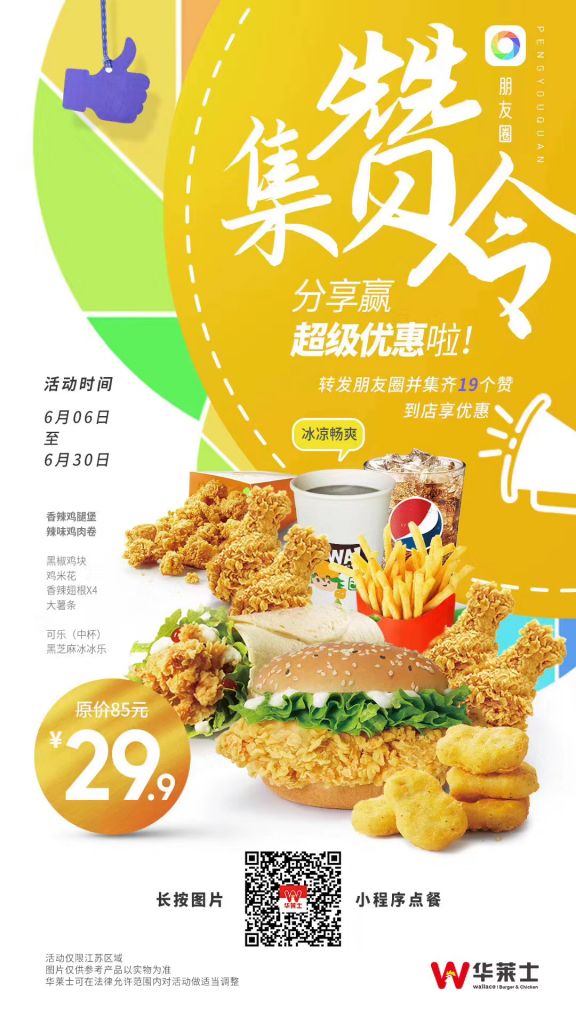 集赞令
朋友圈
PENGYOUQUAN
分享赢
超级优惠啦!
转发朋友圈并集齐19个赞
到店享优惠
活动时间
6月06日
至
6月30日
冰凉畅爽
香辣鸡腿堡
辣味鸡肉卷
黑椒鸡块
鸡米花
香辣翅根X4
大薯条
可乐（中杯）
黑芝麻冰冰乐
原价85元
¥29.9
长按图片
小程序点餐
华莱士
活动仅限江苏区域
图片仅供参考产品以实物为准
华莱士可在法律允许范围内对活动做适当调整
华莱士
wallace | Burger & Chicken